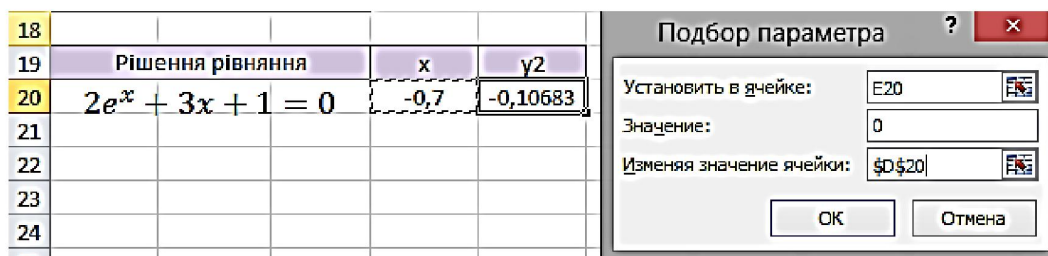 18
19 Рішення рівняння x y2
20 2e^x + 3x + 1 = 0 -0,7 -0,10683
21
22
23
24
Подбор параметра ? ×
Установить в ячейке: E20
Значение: 0
Изменяя значение ячейки: $D$20
ОК Отмена